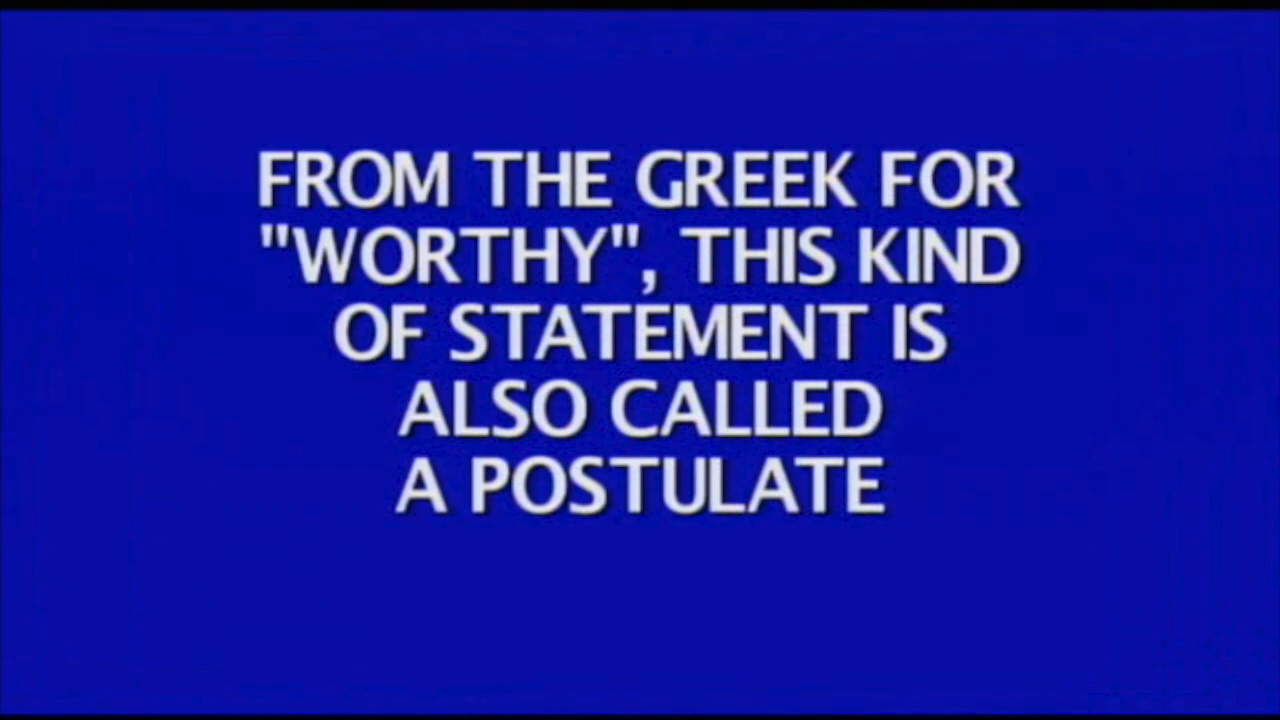 FROM THE GREEK FOR
"WORTHY", THIS KIND
OF STATEMENT IS
ALSO CALLED
A POSTULATE